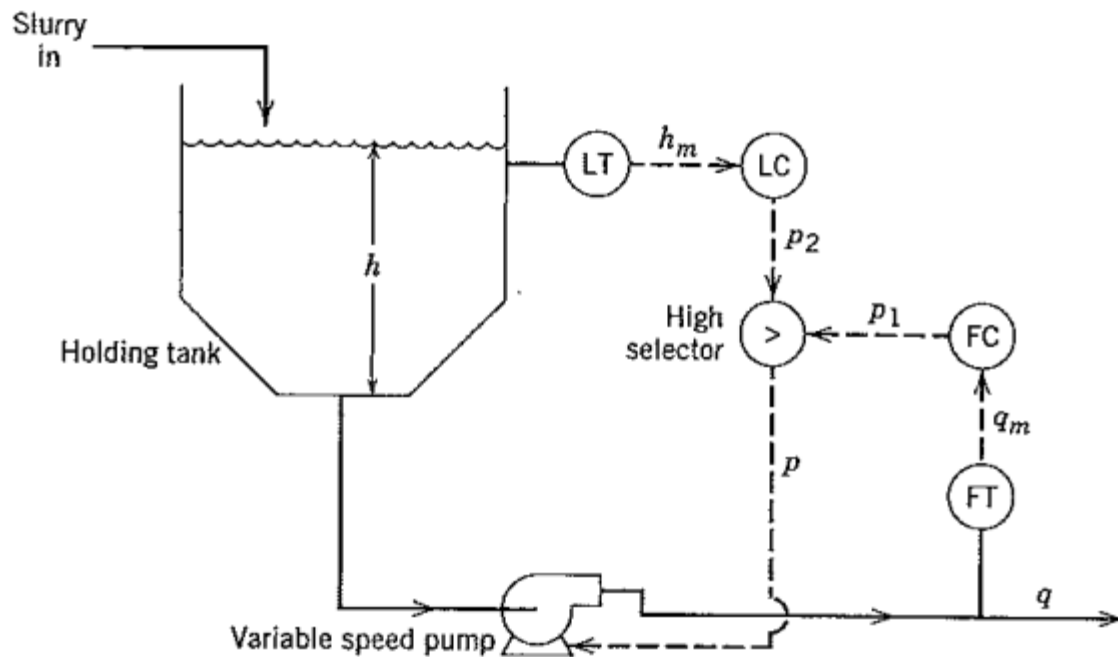 Slurry
in
LT
h_m
LC
p_2
h
High
selector
>
p_1
FC
Holding tank
q_m
p
FT
q
Variable speed pump